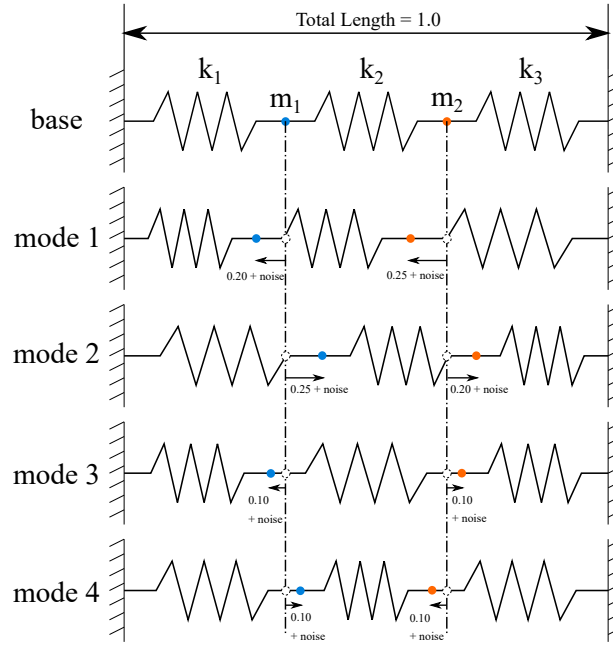 Total Length = 1.0
k1 k2 k3
base m1 m2
mode 1
0.20 + noise 0.25 + noise
mode 2
0.25 + noise 0.20 + noise
mode 3
0.10 0.10
+ noise + noise
mode 4
0.10 0.10
+ noise + noise